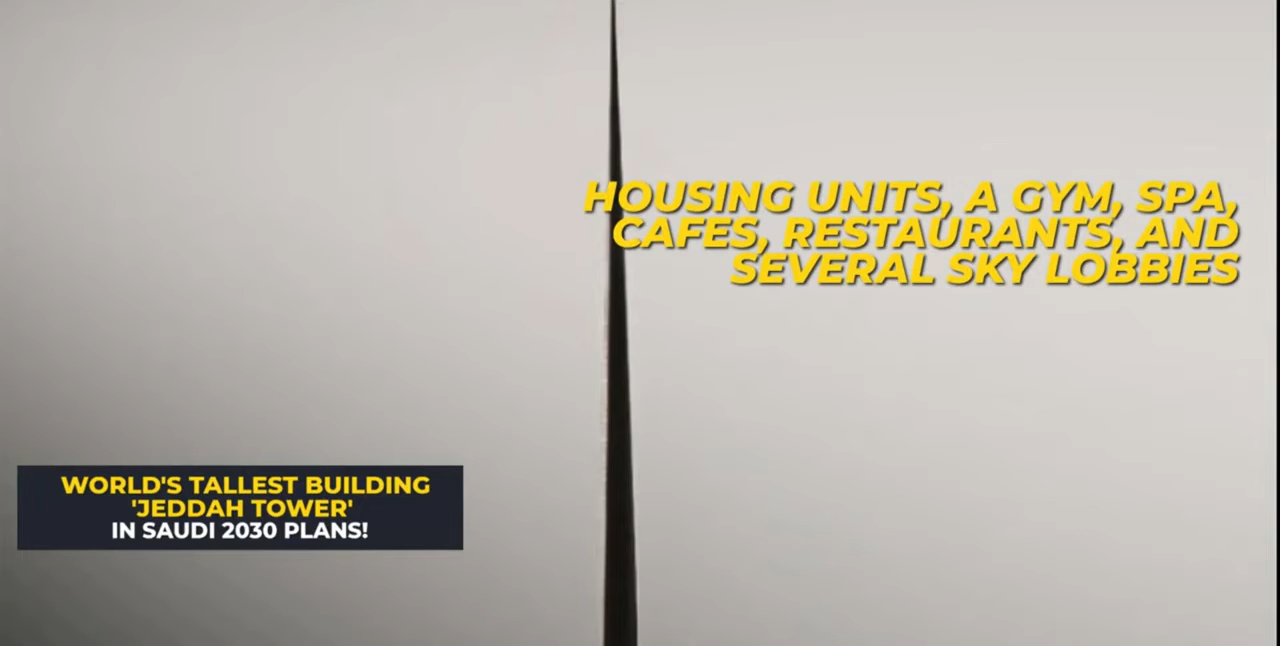 HOUSING UNITS, A GYM, SPA,
CAFES, RESTAURANTS, AND
SEVERAL SKY LOBBIES
WORLD'S TALLEST BUILDING
'JEDDAH TOWER'
IN SAUDI 2030 PLANS!